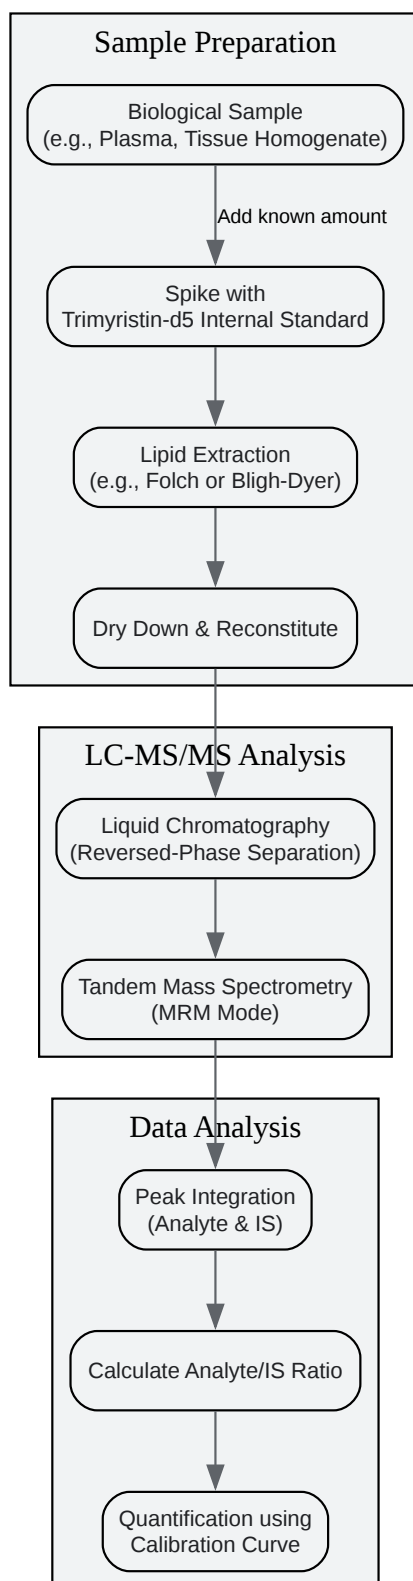 Sample Preparation
Biological Sample
(e.g., Plasma, Tissue Homogenate)
Add known amount
Spike with
Trimyristin-d5 Internal Standard
Lipid Extraction
(e.g., Folch or Bligh-Dyer)
Dry Down & Reconstitute
LC-MS/MS Analysis
Liquid Chromatography
(Reversed-Phase Separation)
Tandem Mass Spectrometry
(MRM Mode)
Data Analysis
Peak Integration
(Analyte & IS)
Calculate Analyte/IS Ratio
Quantification using
Calibration Curve